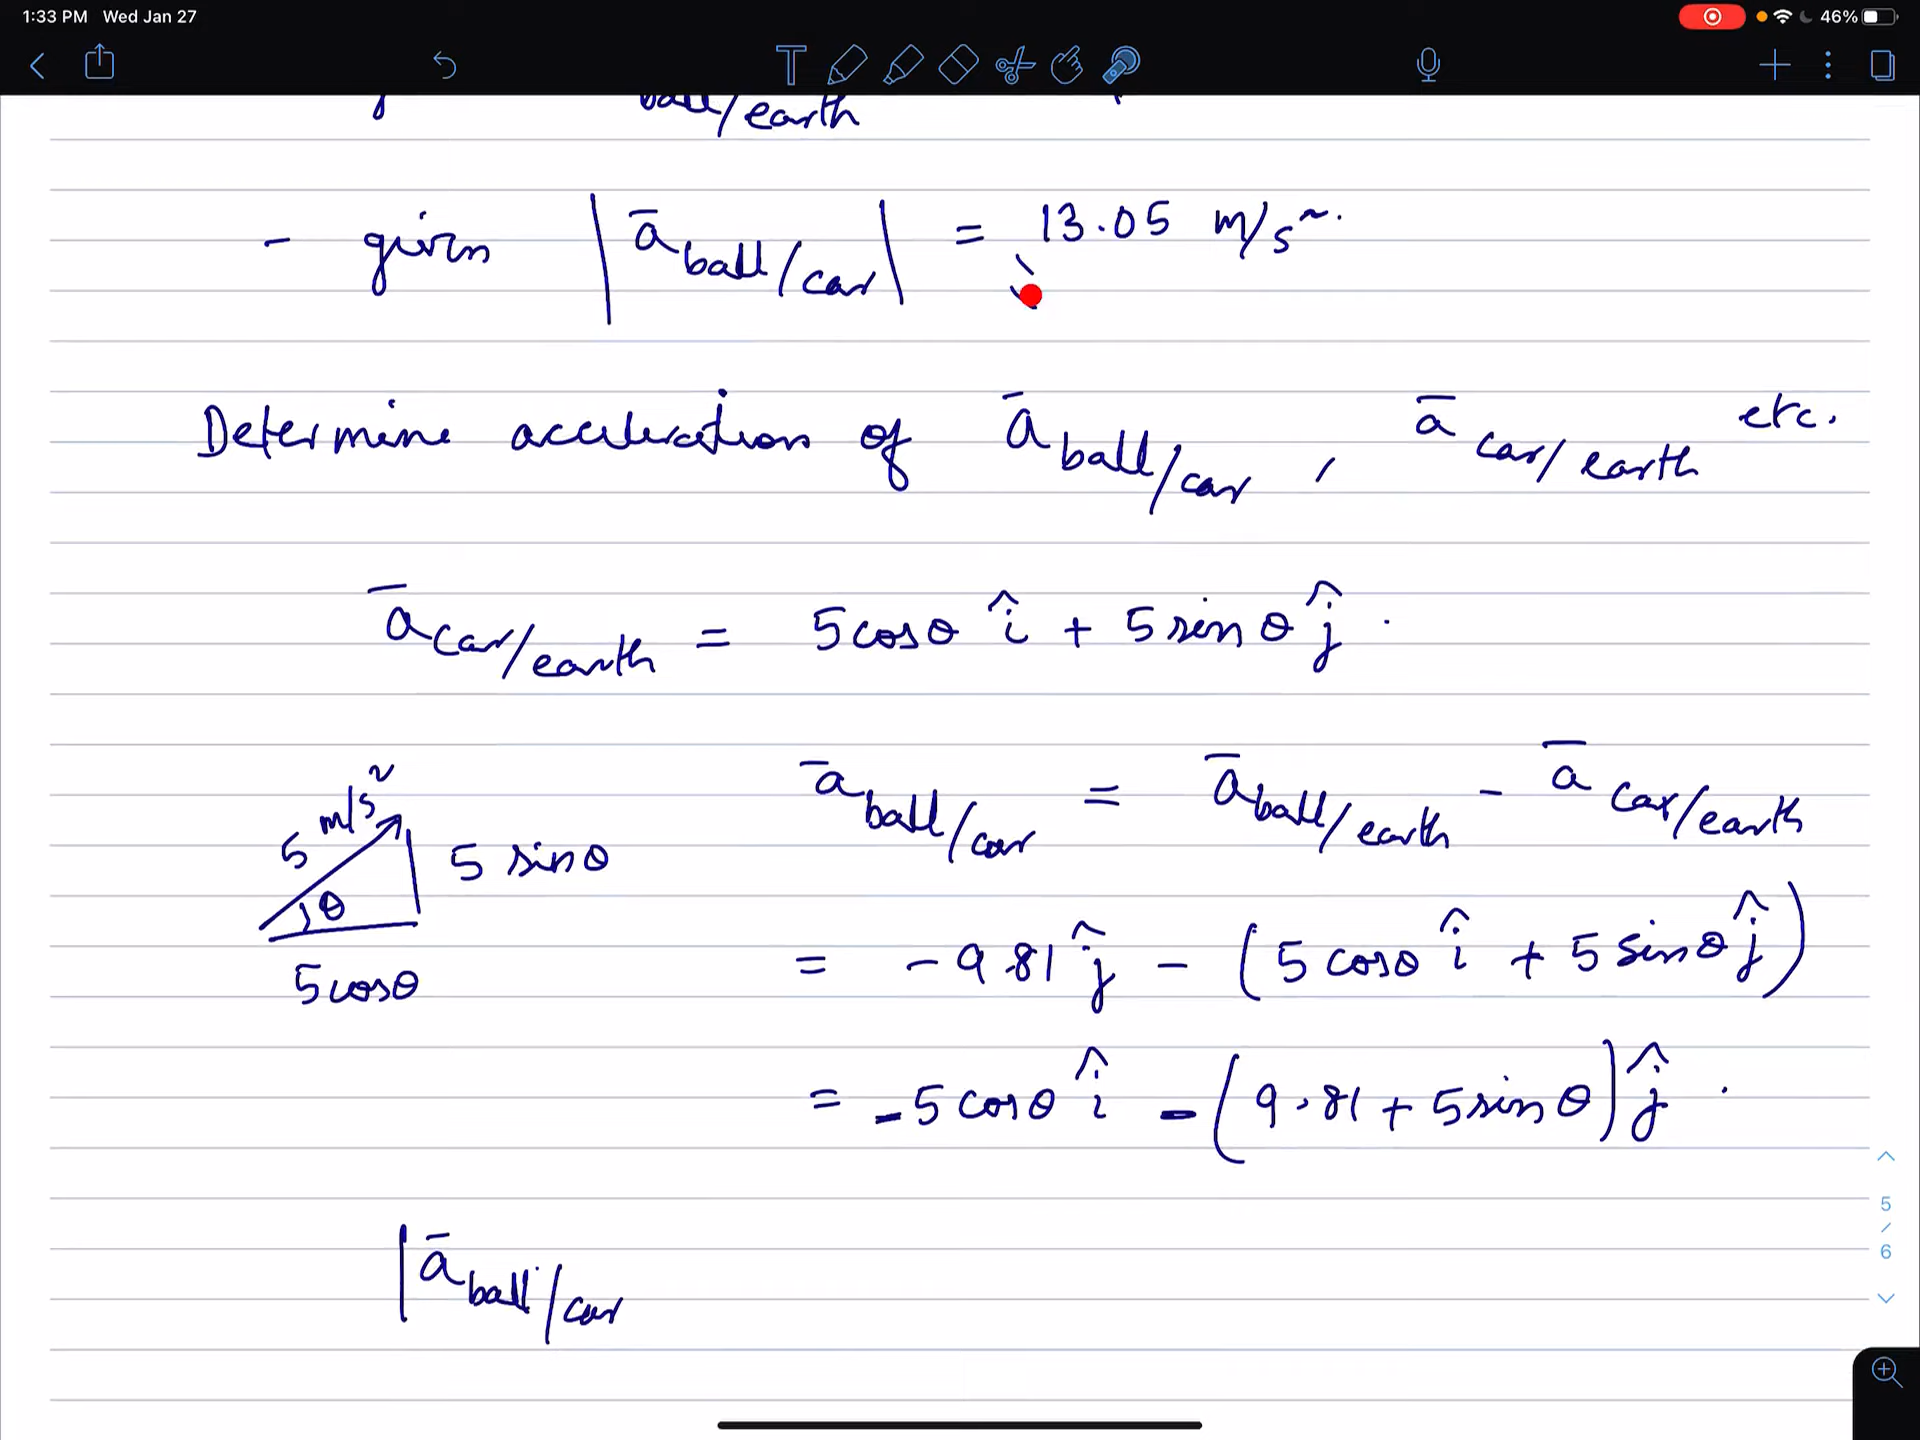 1:33 PM Wed Jan 27
46%
ball/earth
- given |a̅ ball/car| = 13.05 m/s²
Determine acceleration of a̅ ball/car , a̅ car/earth etc.
a̅ car/earth = 5cosθ î + 5sinθ ĵ
5 m/s²
θ
5 sinθ
5cosθ
a̅ ball/car = a̅ ball/earth - a̅ car/earth
= -9.81 ĵ - (5cosθ î + 5sinθ ĵ)
= -5cosθ î - (9.81 + 5sinθ) ĵ
|a̅ ball/car
5
/
6